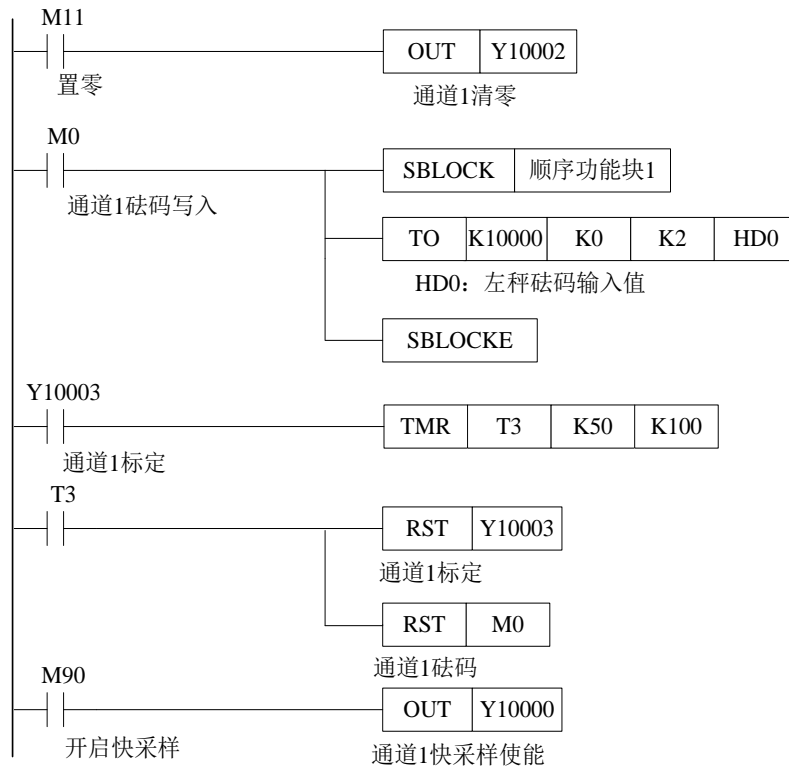 M11
OUT Y10002
置零
通道1清零
M0
SBLOCK 顺序功能块1
通道1砝码写入
TO K10000 K0 K2 HD0
HD0：左秤砝码输入值
SBLOCKE
Y10003
TMR T3 K50 K100
通道1标定
T3
RST Y10003
通道1标定
RST M0
通道1砝码
M90
OUT Y10000
开启快采样
通道1快采样使能